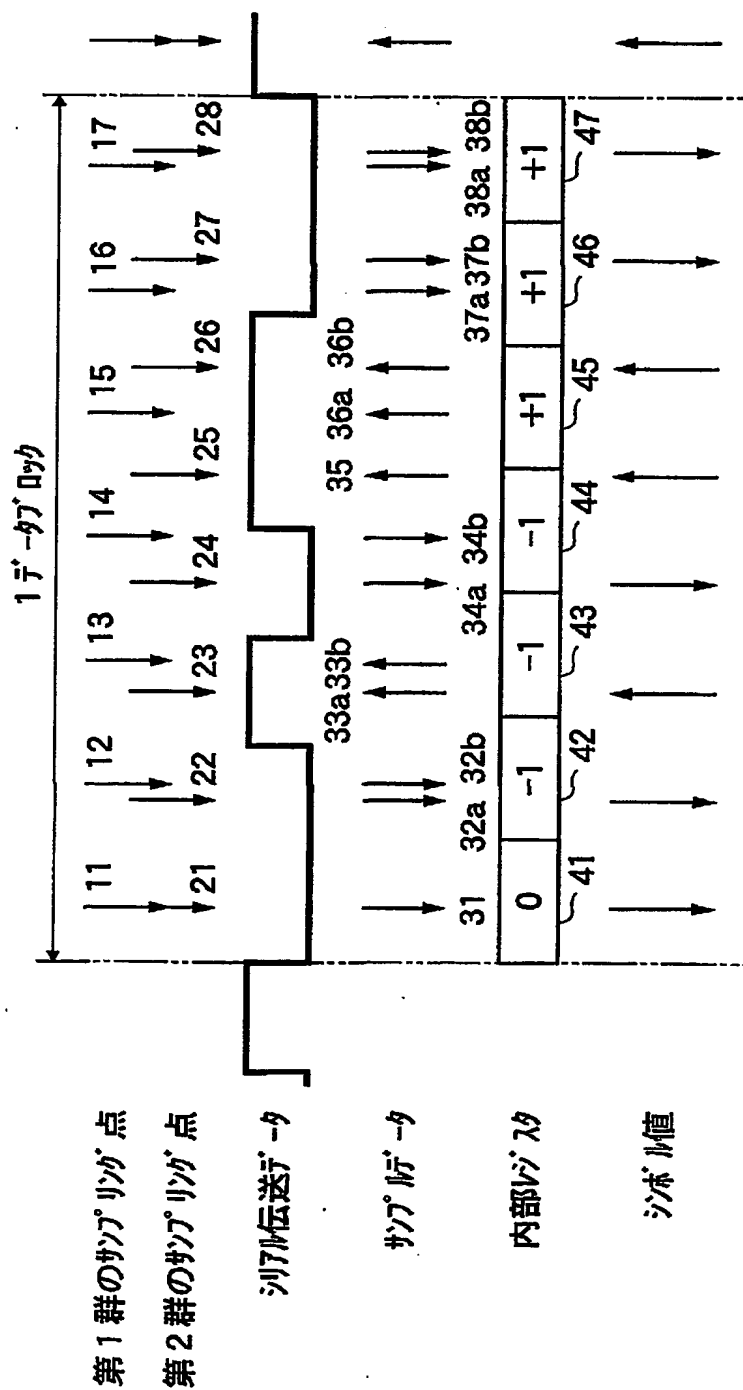 1データブロック
第1群のサンプリング点
11 12 13 14 15 16 17
第2群のサンプリング点
21 22 23 24 25 26 27 28
シリアル伝送データ
33a 33b 35 36a 36b
サンプルデータ
31 32a 32b 34a 34b 37a 37b 38a 38b
内部レジスタ
0 -1 -1 -1 +1 +1 +1
41 42 43 44 45 46 47
シンボル値